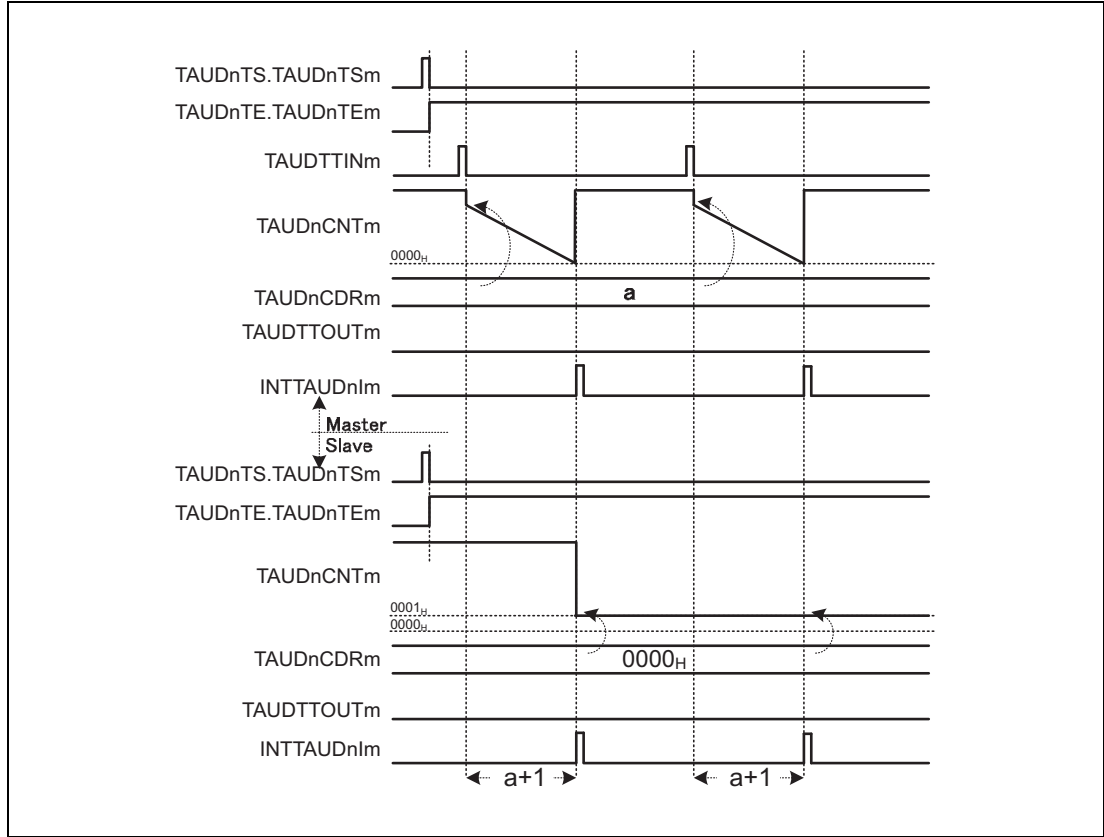 TAUDnTS.TAUDnTSm
TAUDnTE.TAUDnTEm
TAUDTTINm
TAUDnCNTm
0000H
TAUDnCDRm
a
TAUDTTOUTm
INTTAUDnIm
Master
Slave
TAUDnTS.TAUDnTSm
TAUDnTE.TAUDnTEm
TAUDnCNTm
0001H
0000H
TAUDnCDRm
0000H
TAUDTTOUTm
INTTAUDnIm
a+1 a+1